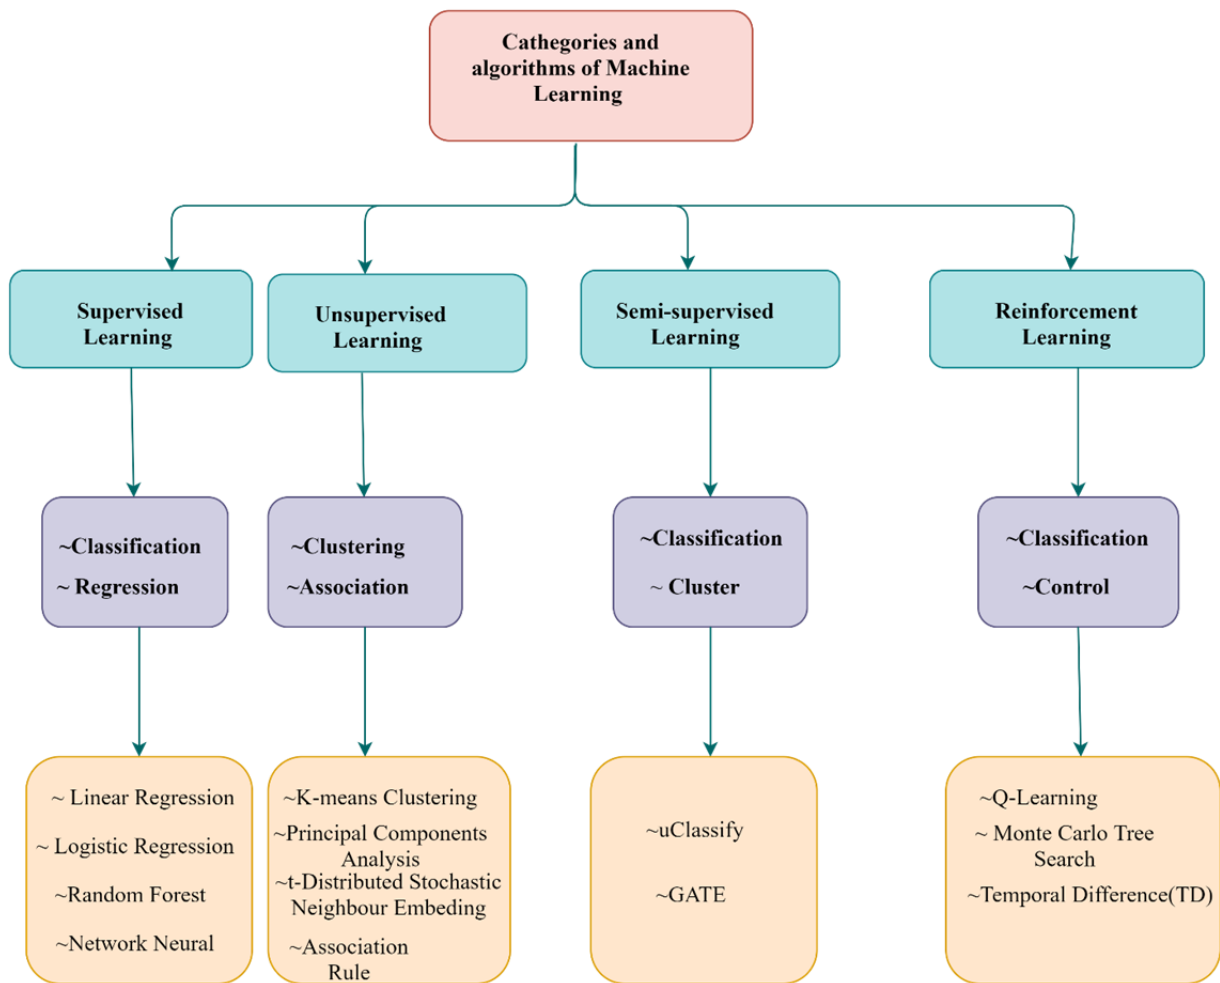 Cathegories and
algorithms of Machine
Learning
Supervised
Learning
Unsupervised
Learning
Semi-supervised
Learning
Reinforcement
Learning
~Classification
~ Regression
~Clustering
~Association
~Classification
~ Cluster
~Classification
~Control
~ Linear Regression
~ Logistic Regression
~Random Forest
~Network Neural
~K-means Clustering
~Principal Components
Analysis
~t-Distributed Stochastic
Neighbour Embeding
~Association
Rule
~uClassify
~GATE
~Q-Learning
~ Monte Carlo Tree
Search
~Temporal Difference(TD)